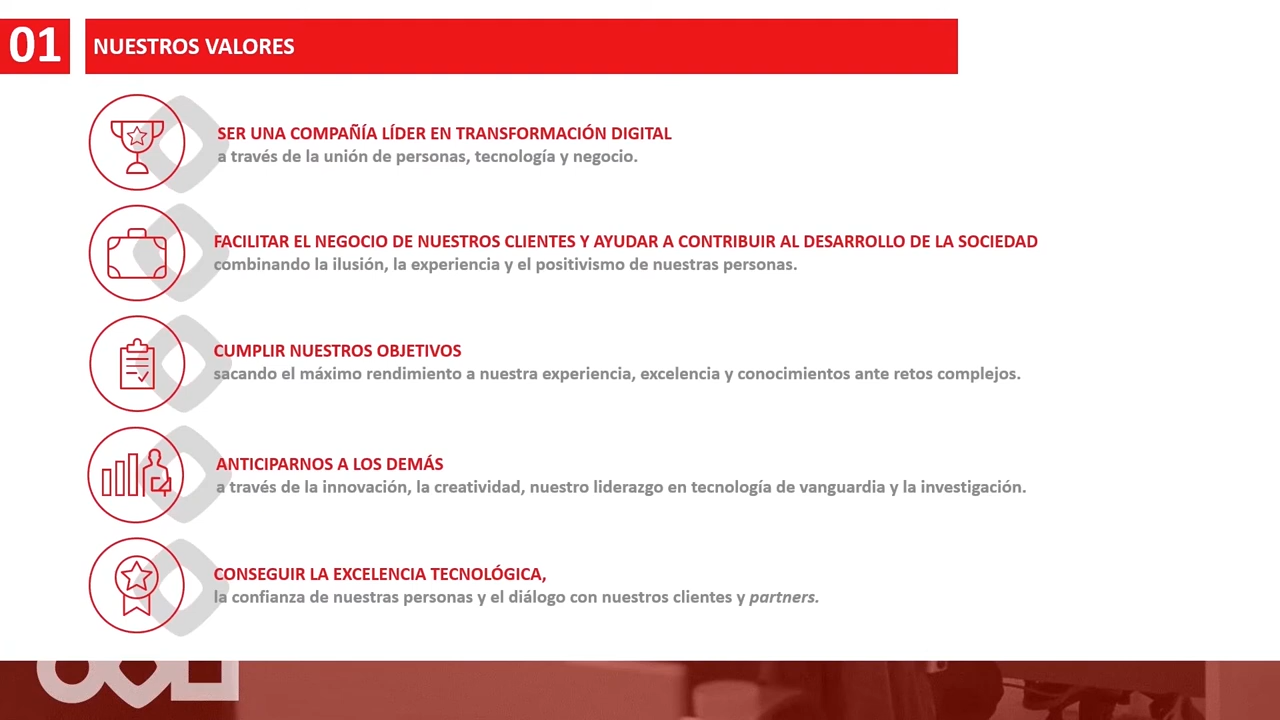 01
NUESTROS VALORES
SER UNA COMPAÑÍA LÍDER EN TRANSFORMACIÓN DIGITAL
a través de la unión de personas, tecnología y negocio.
FACILITAR EL NEGOCIO DE NUESTROS CLIENTES Y AYUDAR A CONTRIBUIR AL DESARROLLO DE LA SOCIEDAD
combinando la ilusión, la experiencia y el positivismo de nuestras personas.
CUMPLIR NUESTROS OBJETIVOS
sacando el máximo rendimiento a nuestra experiencia, excelencia y conocimientos ante retos complejos.
ANTICIPARNOS A LOS DEMÁS
a través de la innovación, la creatividad, nuestro liderazgo en tecnología de vanguardia y la investigación.
CONSEGUIR LA EXCELENCIA TECNOLÓGICA,
la confianza de nuestras personas y el diálogo con nuestros clientes y partners.